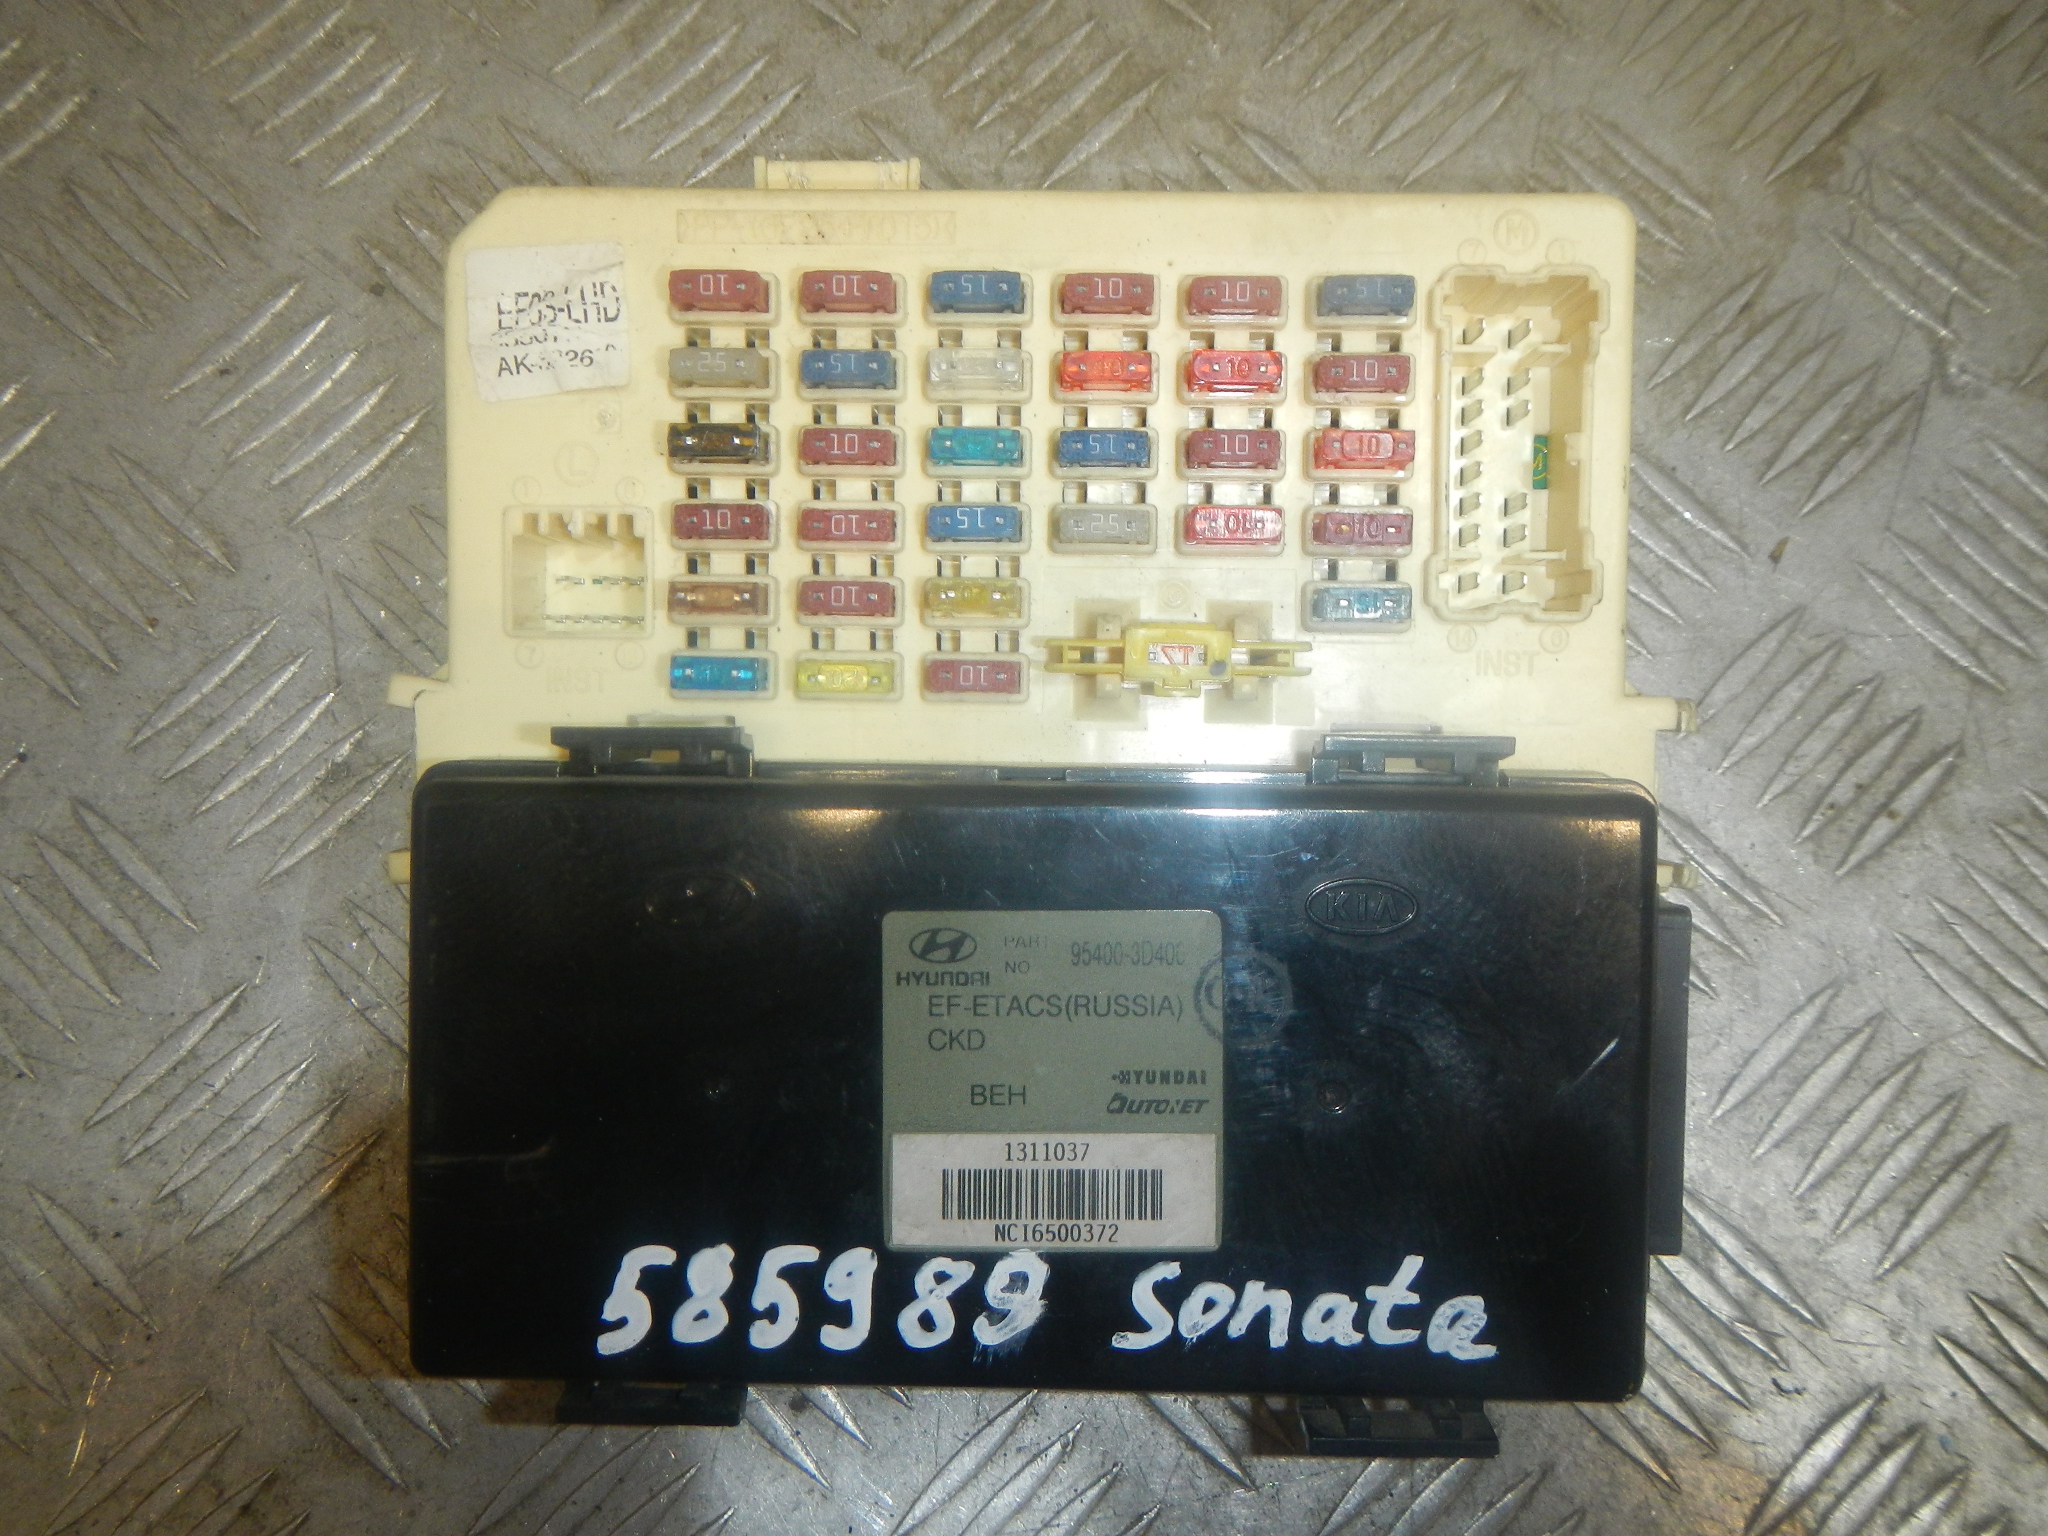 EF05-LHD
10 10 15 10 10 15
25 15 10 10
10 15 10 10
10 10 15 25 10 10
10 15
10
INST
INST
KIA
HYUNDAI
PART NO 95400-3D400
EF-ETACS(RUSSIA)
CKD
BEH
HYUNDAI
AUTONET
1311037
NCI6500372
585989 Sonata